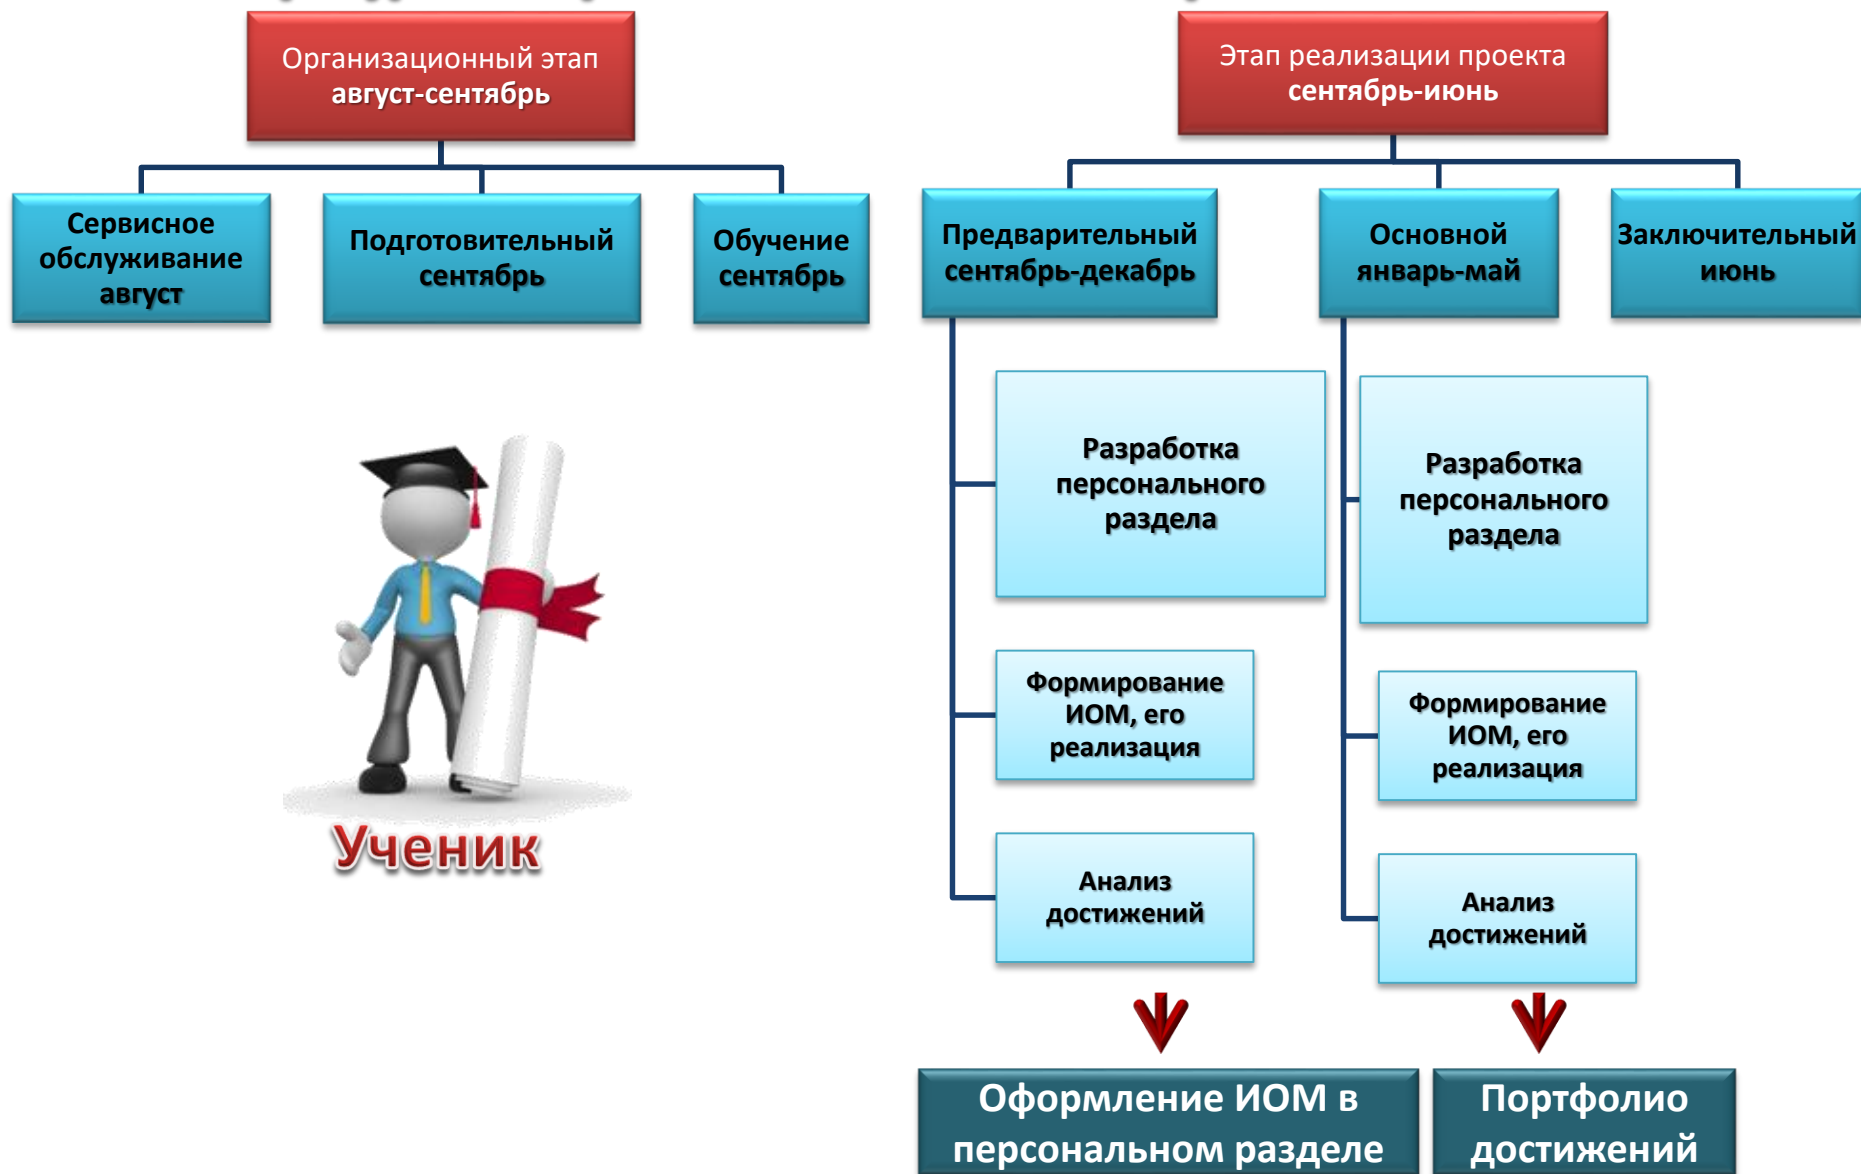 Организационный этап
август-сентябрь
Этап реализации проекта
сентябрь-июнь
Сервисное
обслуживание
август
Подготовительный
сентябрь
Обучение
сентябрь
Предварительный
сентябрь-декабрь
Основной
январь-май
Заключительный
июнь
Разработка
персонального
раздела
Разработка
персонального
раздела
Формирование
ИОМ, его
реализация
Формирование
ИОМ, его
реализация
Анализ
достижений
Анализ
достижений
Ученик
Оформление ИОМ в
персональном разделе
Портфолио
достижений